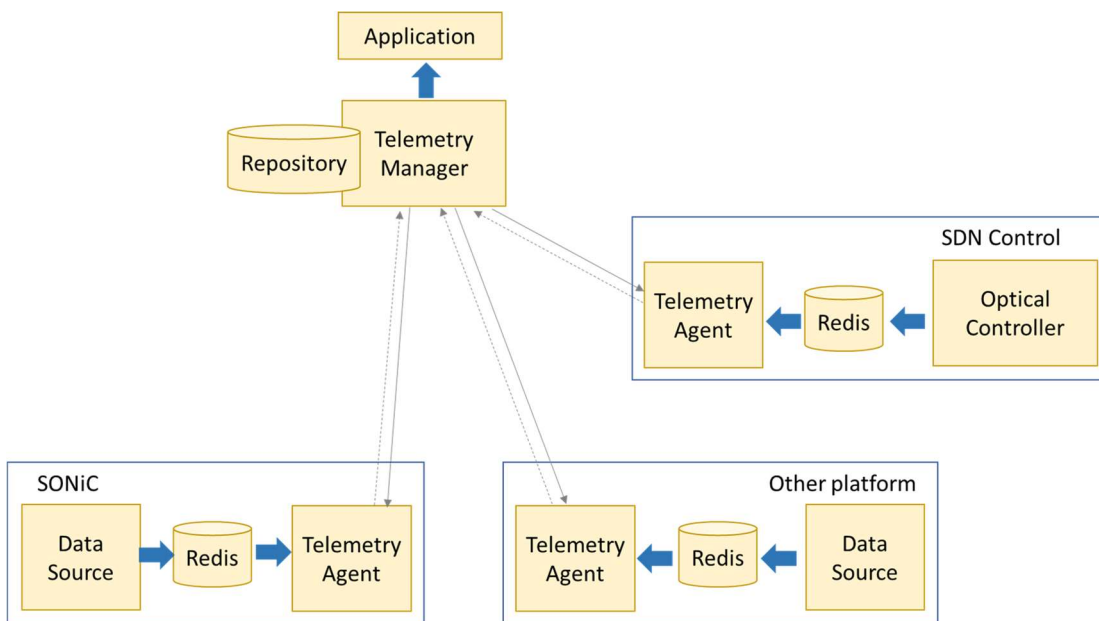 Application
Telemetry
Manager
Repository
SDN Control
Telemetry
Agent
Redis
Optical
Controller
SONiC
Data
Source
Redis
Telemetry
Agent
Other platform
Telemetry
Agent
Redis
Data
Source